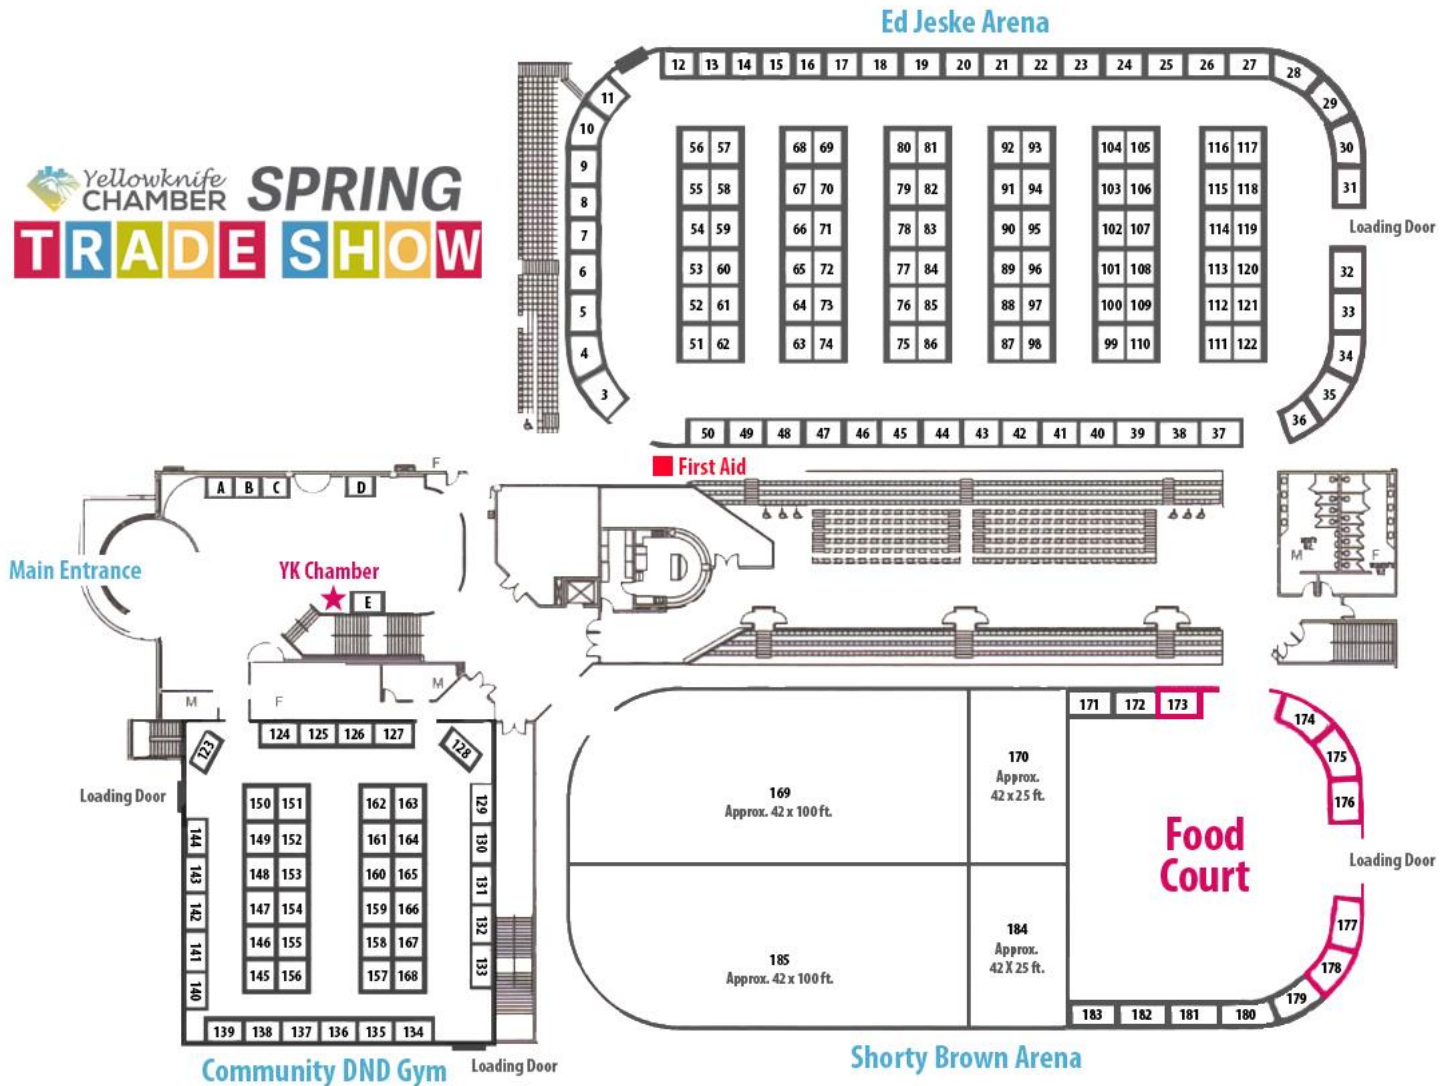 Ed Jeske Arena
12 13 14 15 16 17 18 19 20 21 22 23 24 25 26 27
28
29
30
31
Loading Door
32
33
34
35
36
11
10
9
8
7
6
5
4
3
56 57 68 69 80 81 92 93 104 105 116 117
55 58 67 70 79 82 91 94 103 106 115 118
54 59 66 71 78 83 90 95 102 107 114 119
53 60 65 72 77 84 89 96 101 108 113 120
52 61 64 73 76 85 88 97 100 109 112 121
51 62 63 74 75 86 87 98 99 110 111 122
50 49 48 47 46 45 44 43 42 41 40 39 38 37
Yellowknife
CHAMBER SPRING
TRADE SHOW
First Aid
F
A B C D
Main Entrance
YK Chamber
E
M F
M
M F
123
124 125 126 127
128
Loading Door
150 151 162 163
149 152 161 164
148 153 160 165
147 154 159 166
146 155 158 167
145 156 157 168
144
143
142
141
140
129
130
131
132
133
139 138 137 136 135 134
Community DND Gym
Loading Door
171 172 173
174
175
176
169
Approx. 42 x 100 ft.
170
Approx.
42 x 25 ft.
Food
Court
Loading Door
185
Approx. 42 x 100 ft.
184
Approx.
42 X 25 ft.
177
178
179
183 182 181 180
Shorty Brown Arena